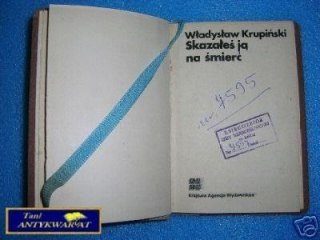 Władysław Krupiński
Skazałeś ją
na śmierć
4595
Krajowa Agencja Wydawnicza
Tani
ANTYKWARIAT